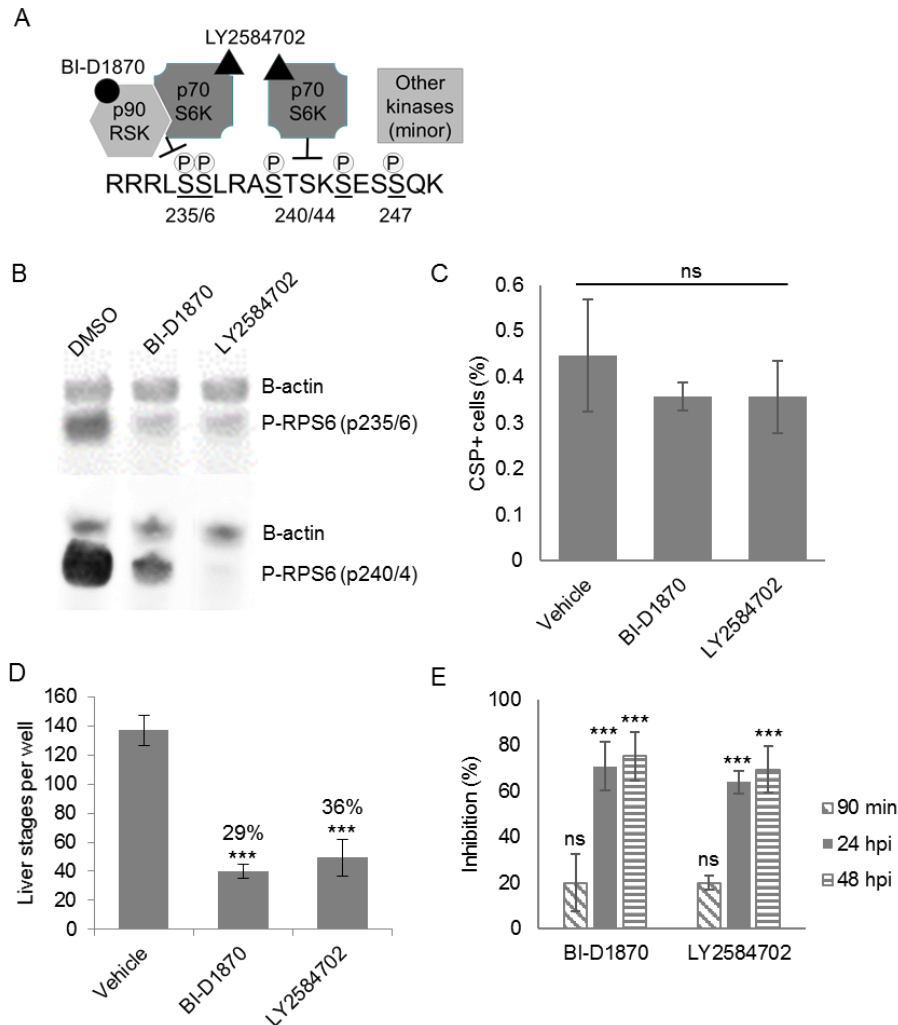 A
LY2584702
BI-D1870
p90
RSK
p70
S6K
p70
S6K
Other
kinases
(minor)
P P P P P
RRRLSSLRASTSKSESSQK
235/6 240/44 247
B
DMSO
BI-D1870
LY2584702
B-actin
P-RPS6 (p235/6)
B-actin
P-RPS6 (p240/4)
C
ns
CSP+ cells (%)
0.6
0.5
0.4
0.3
0.2
0.1
0
Vehicle
BI-D1870
LY2584702
D
Liver stages per well
160
140
120
100
80
60
40
20
0
29%
***
36%
***
Vehicle
BI-D1870
LY2584702
E
Inhibition (%)
100
80
60
40
20
0
ns
***
***
ns
***
***
BI-D1870
LY2584702
90 min
24 hpi
48 hpi